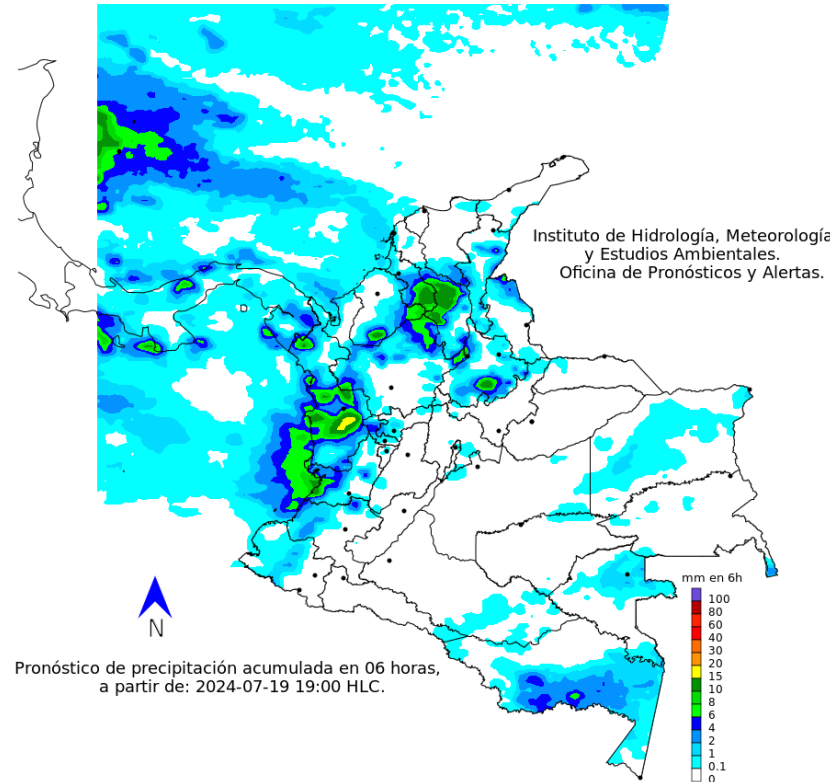 Instituto de Hidrología, Meteorología
y Estudios Ambientales.
Oficina de Pronósticos y Alertas.
mm en 6h
100
80
60
40
30
20
15
10
8
6
4
2
1
0.1
0
N
Pronóstico de precipitación acumulada en 06 horas,
a partir de: 2024-07-19 19:00 HLC.